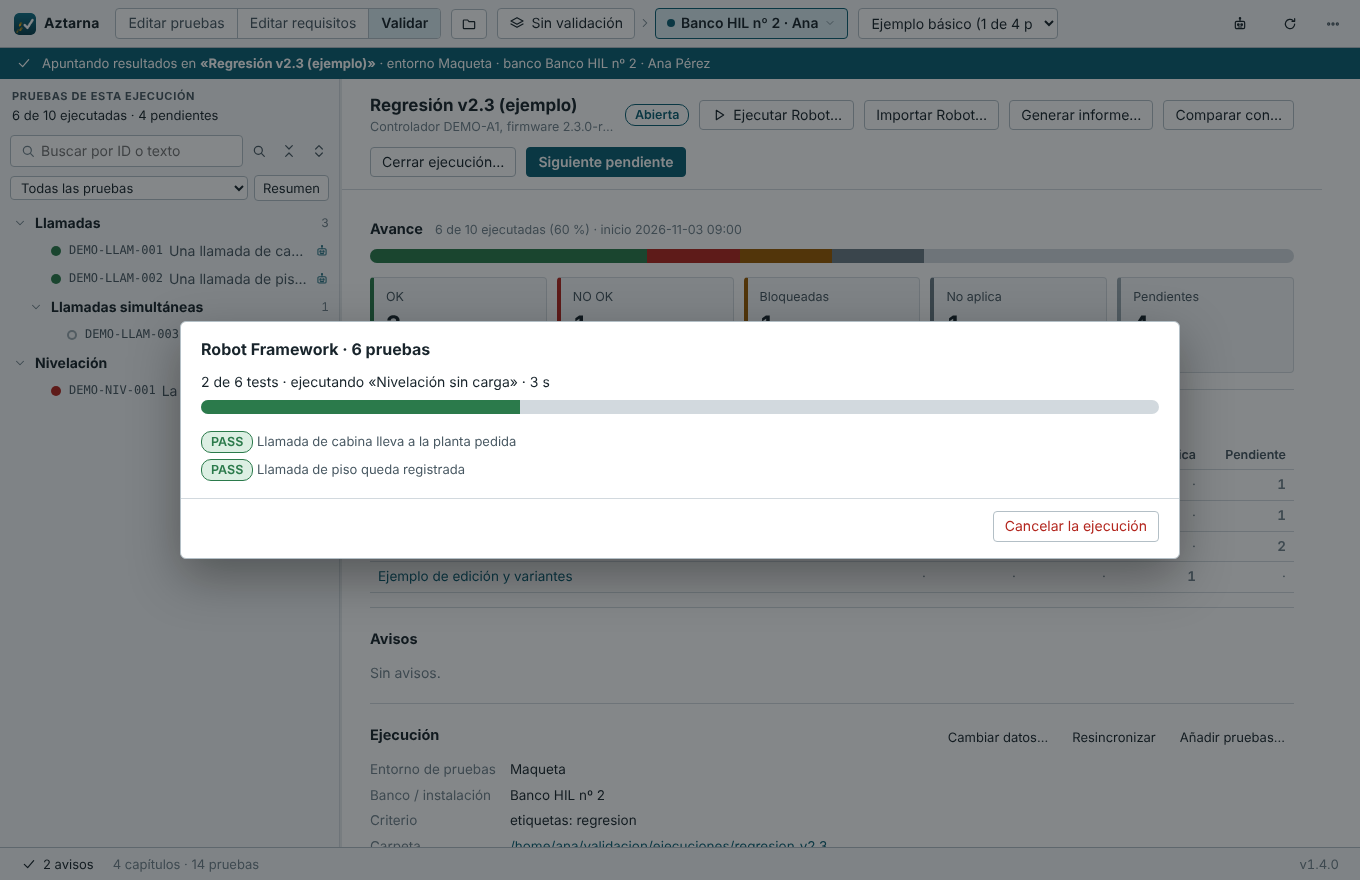 Aztarna
Editar pruebas
Editar requisitos
Validar
Sin validación
Banco HIL nº 2 · Ana
Ejemplo básico (1 de 4 p
Apuntando resultados en «Regresión v2.3 (ejemplo)» · entorno Maqueta · banco Banco HIL nº 2 · Ana Pérez
PRUEBAS DE ESTA EJECUCIÓN
6 de 10 ejecutadas · 4 pendientes
Buscar por ID o texto
Todas las pruebas
Resumen
Llamadas 3
DEMO-LLAM-001 Una llamada de ca...
DEMO-LLAM-002 Una llamada de pis...
Llamadas simultáneas 1
DEMO-LLAM-003
Nivelación
DEMO-NIV-001 La
Regresión v2.3 (ejemplo)
Controlador DEMO-A1, firmware 2.3.0-r...
Abierta
Ejecutar Robot...
Importar Robot...
Generar informe...
Comparar con...
Cerrar ejecución...
Siguiente pendiente
Avance 6 de 10 ejecutadas (60 %) · inicio 2026-11-03 09:00
OK
NO OK
Bloqueadas
No aplica
Pendientes
Robot Framework · 6 pruebas
2 de 6 tests · ejecutando «Nivelación sin carga» · 3 s
PASS Llamada de cabina lleva a la planta pedida
PASS Llamada de piso queda registrada
Cancelar la ejecución
Pendiente
· 1
· 1
· 2
Ejemplo de edición y variantes · · · 1 ·
Avisos
Sin avisos.
Ejecución
Cambiar datos...
Resincronizar
Añadir pruebas...
Entorno de pruebas Maqueta
Banco / instalación Banco HIL nº 2
Criterio etiquetas: regresion
Carpeta /home/ana/validacion/ejecuciones/regresion-v2.3
2 avisos
4 capítulos · 14 pruebas
v1.4.0